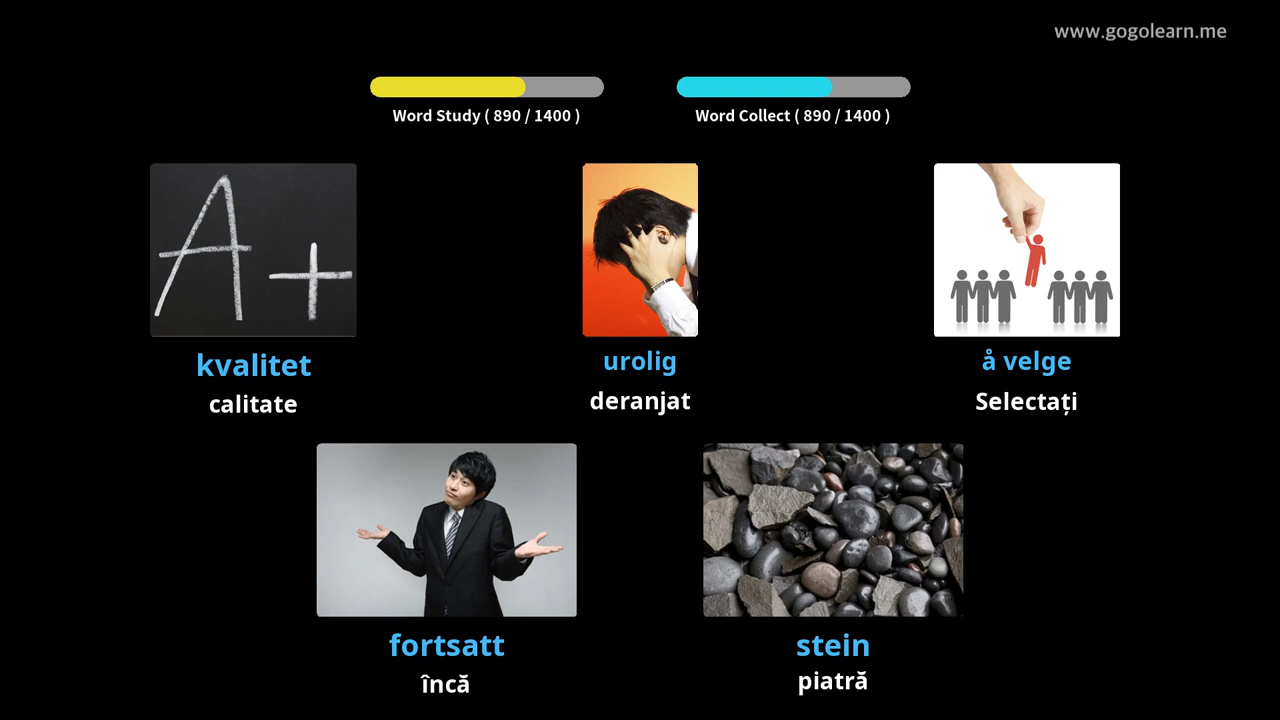 www.gogolearn.me
Word Study ( 890 / 1400 )
Word Collect ( 890 / 1400 )
A+
kvalitet
calitate
urolig
deranjat
å velge
Selectați
fortsatt
încă
stein
piatră